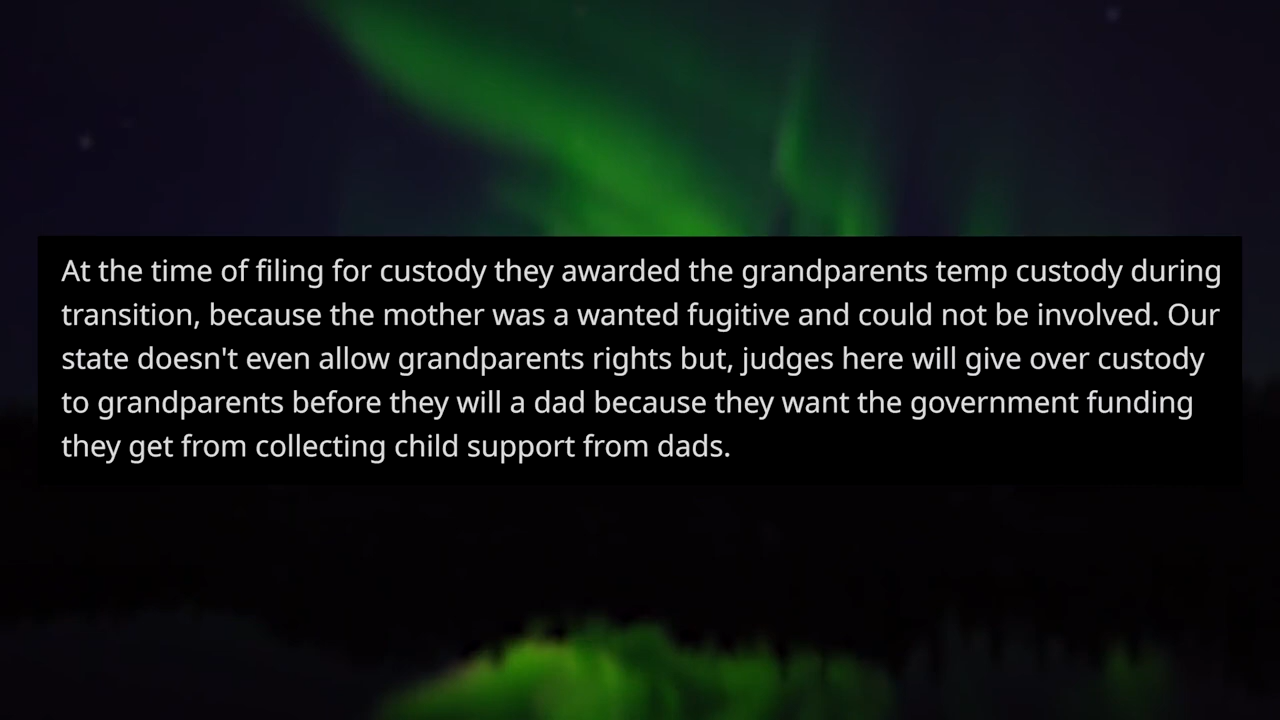 At the time of filing for custody they awarded the grandparents temp custody during
transition, because the mother was a wanted fugitive and could not be involved. Our
state doesn't even allow grandparents rights but, judges here will give over custody
to grandparents before they will a dad because they want the government funding
they get from collecting child support from dads.